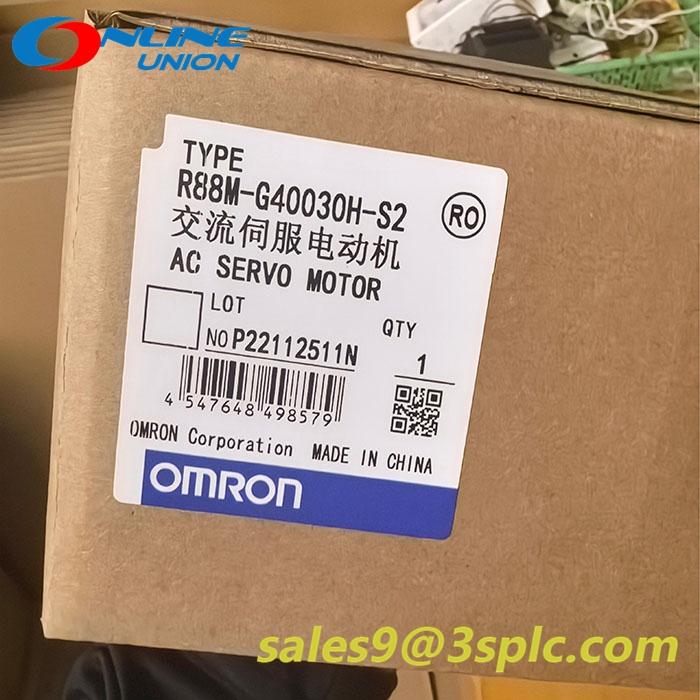 ONLINE
UNION
TYPE
R88M-G40030H-S2
RO
交流伺服电动机
AC SERVO MOTOR
LOT
QTY
NO P22112511N
1
4 547648 498579
OMRON Corporation MADE IN CHINA
OMRON
sales9@3splc.com